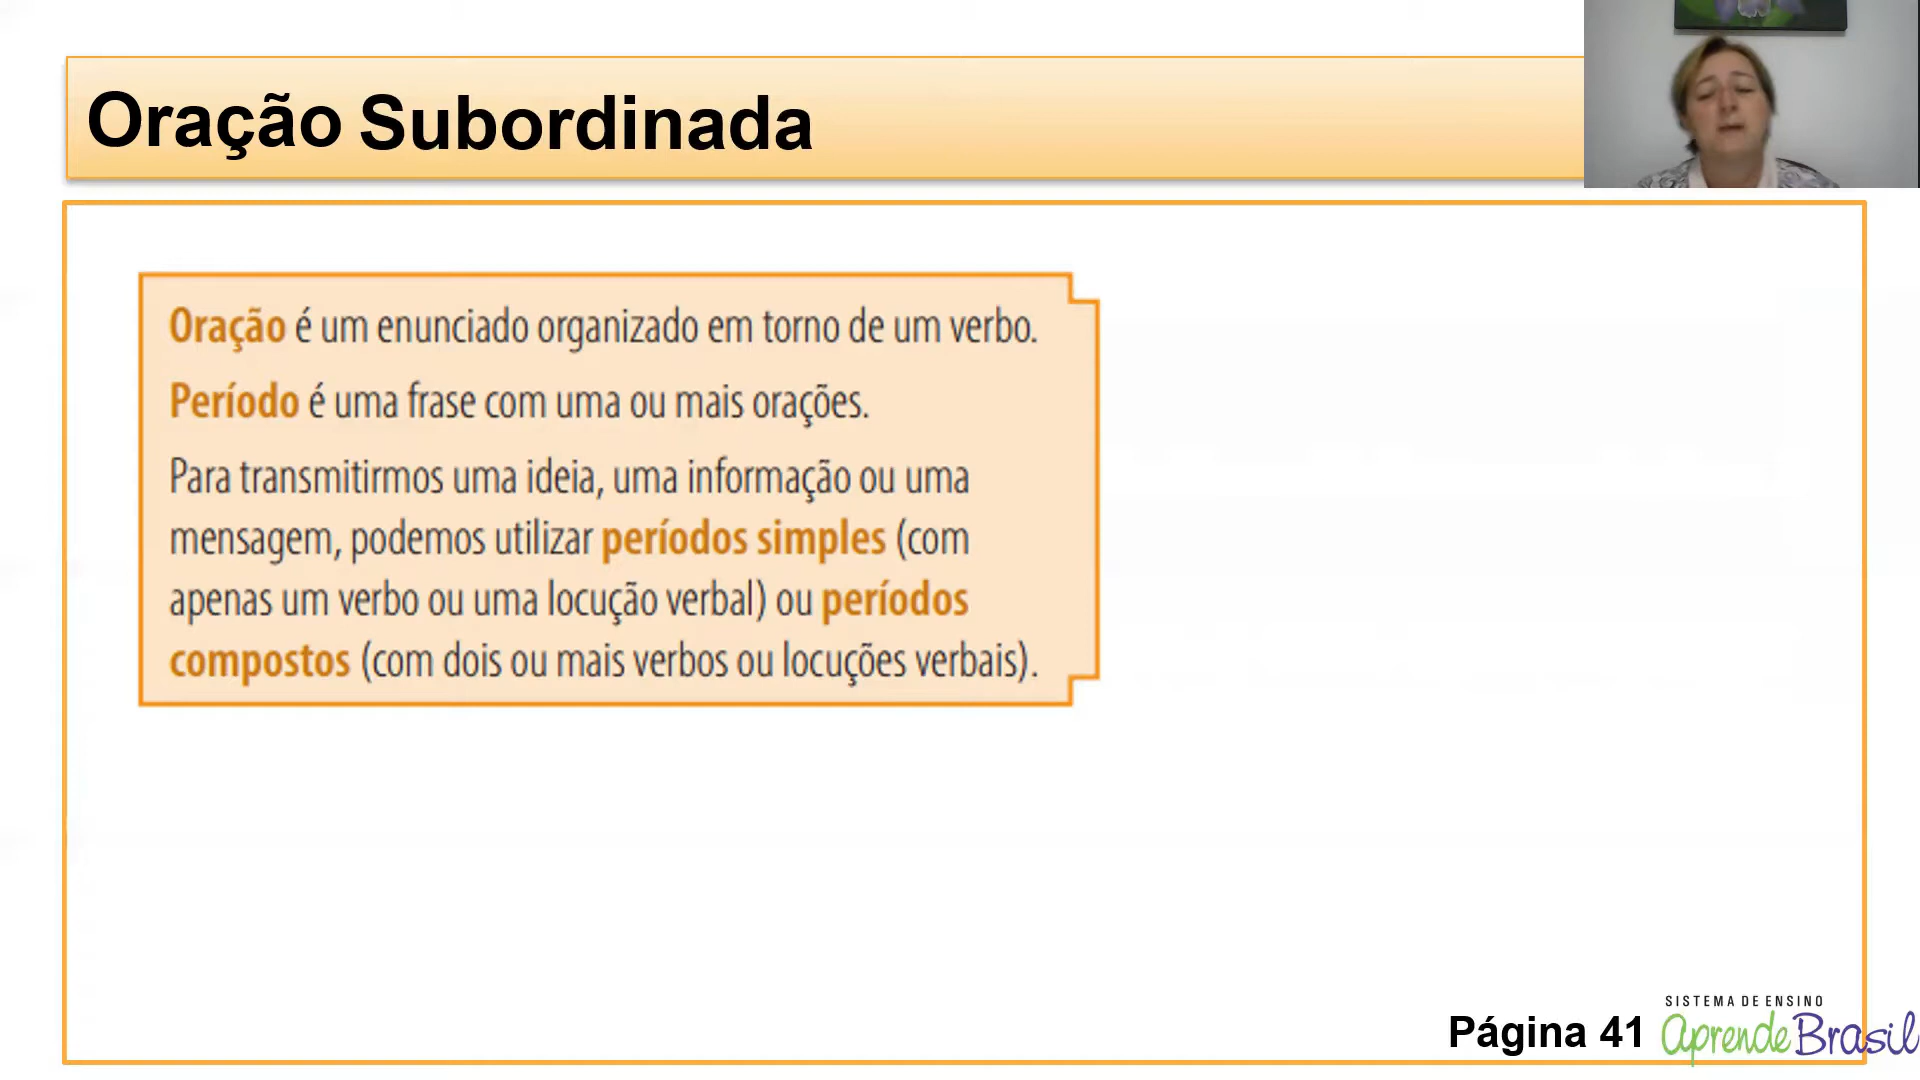 Oração Subordinada
Oração é um enunciado organizado em torno de um verbo.
Período é uma frase com uma ou mais orações.
Para transmitirmos uma ideia, uma informação ou uma
mensagem, podemos utilizar períodos simples (com
apenas um verbo ou uma locução verbal) ou períodos
compostos (com dois ou mais verbos ou locuções verbais).
Página 41
SISTEMA DE ENSINO
aprende Brasil